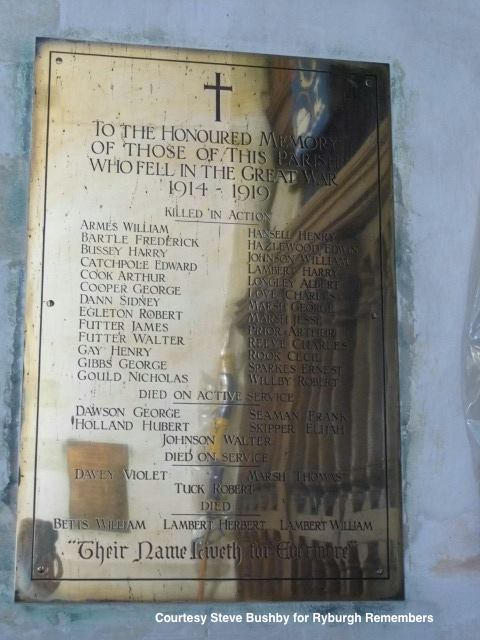 To the Honoured Memory
of those of this Parish
who fell in the Great War
1914 - 1919
Killed in Action
Armes William
Bartle Frederick
Bussey Harry
Catchpole Edward
Cook Arthur
Cooper George
Dann Sidney
Egleton Robert
Futter James
Futter Walter
Gay Henry
Gibbs George
Gould Nicholas
Hansell Henry
Hazlewood Edwin
Johnson William
Lambert Harry
Longley Albert
Love Charles
Marsh George
Marsh Jesse
Prior Arthur
Reeve Charles
Rook Cecil
Sparkes Ernest
Willby Robert
Died on Active Service
Dawson George Seaman Frank
Holland Hubert Skipper Elijah
Johnson Walter
Died on Service
Davey Violet Marsh Thomas
Tuck Robert
Died
Betts William Lambert Herbert Lambert William
"Their Name Liveth for Evermore"
Courtesy Steve Bushby for Ryburgh Remembers